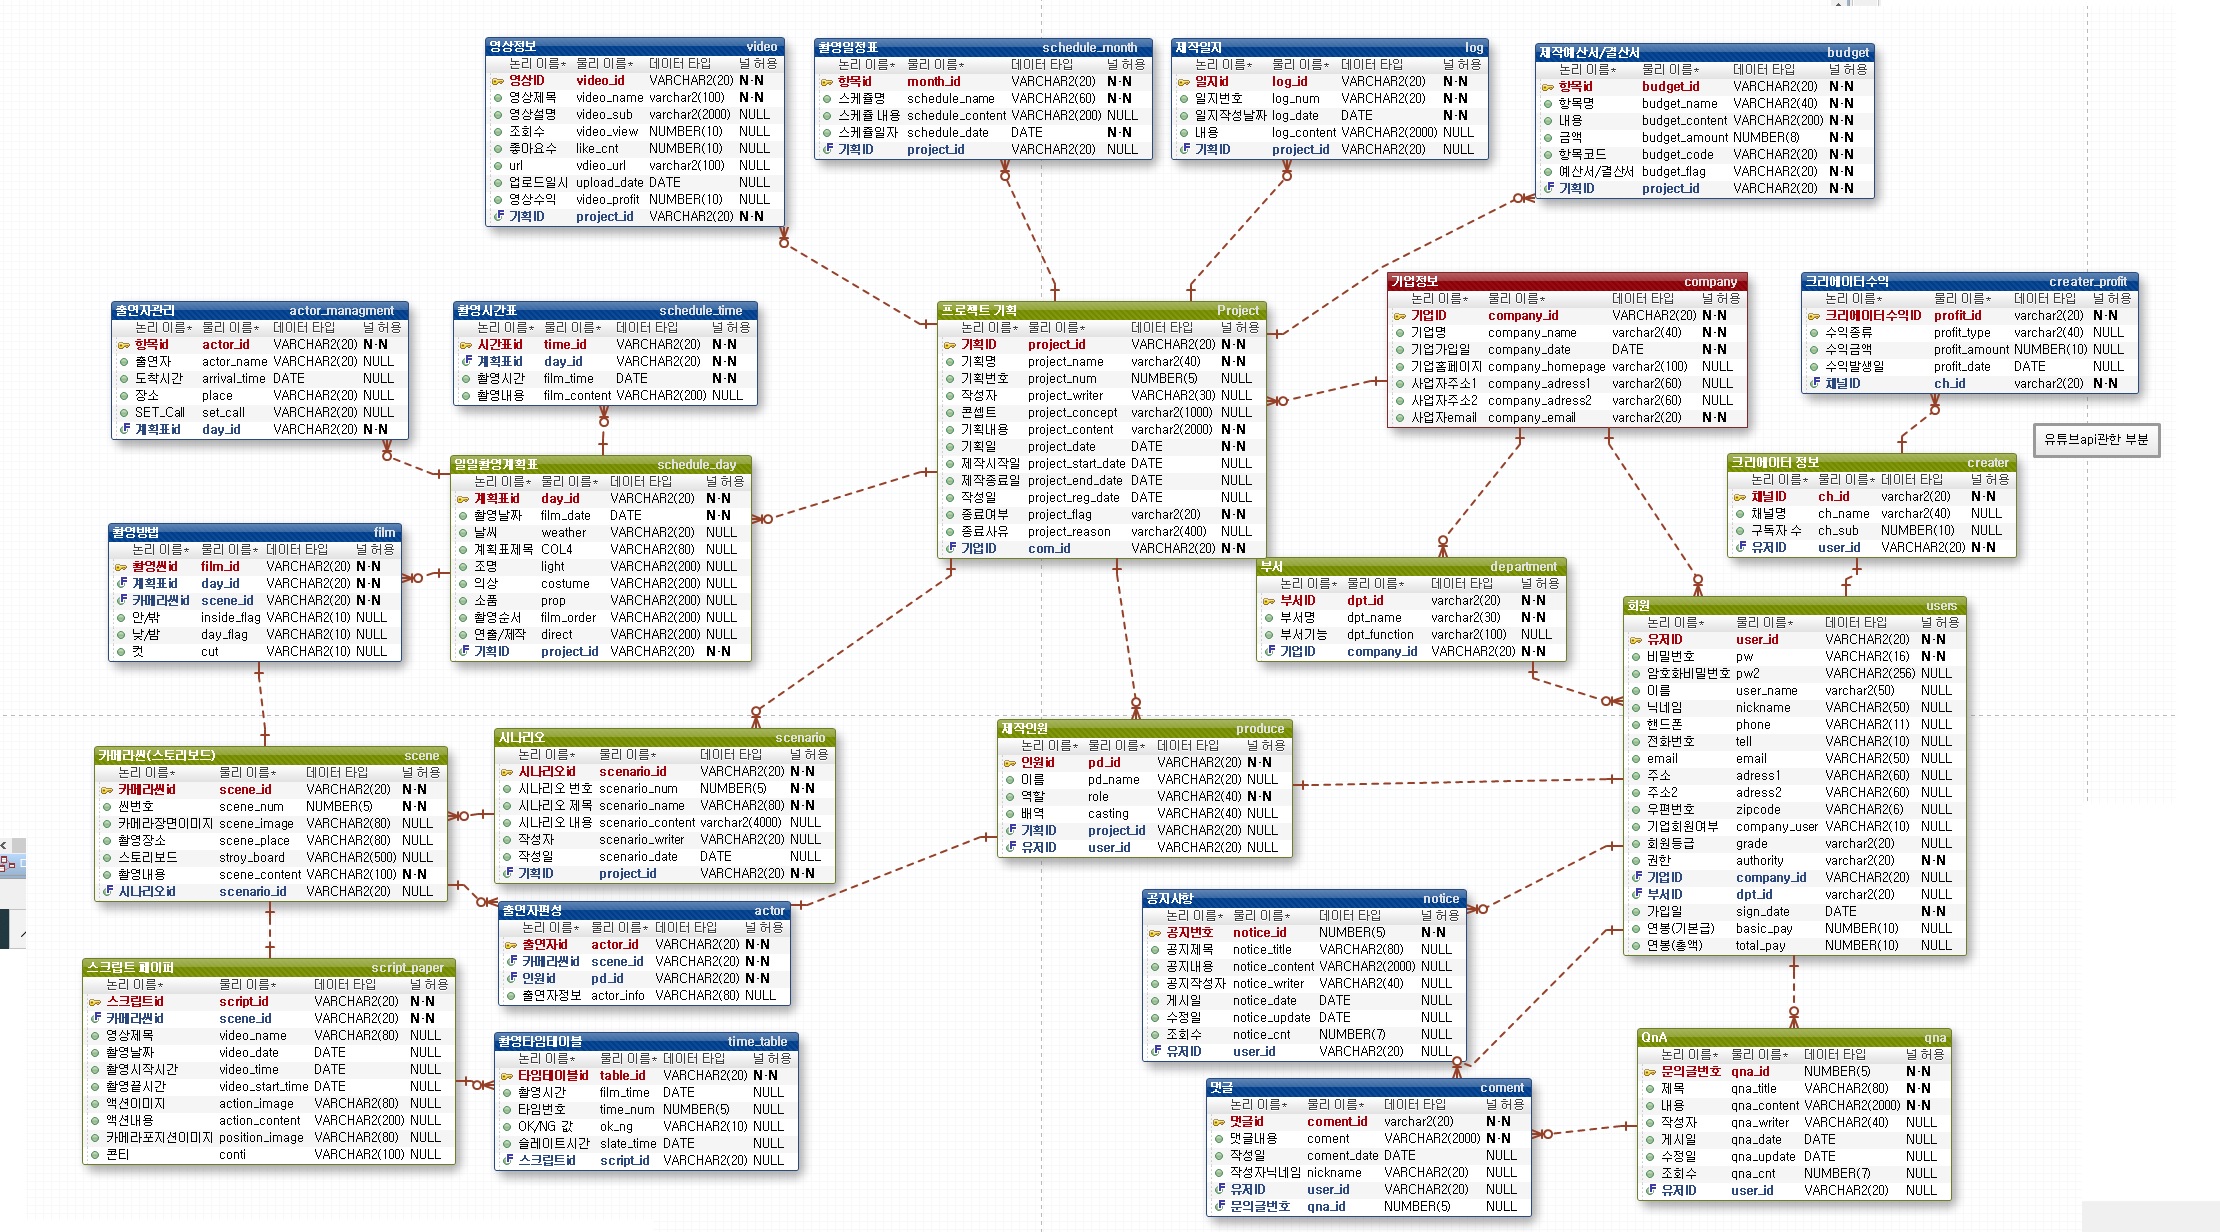 영상정보 video
논리 이름* 물리 이름* 데이터 타입 널 허용
영상ID video_id VARCHAR2(20) N-N
영상제목 video_name varchar2(100) N-N
영상설명 video_sub varchar2(2000) NULL
조회수 video_view NUMBER(10) NULL
좋아요수 like_cnt NUMBER(10) NULL
url vdieo_url varchar2(100) NULL
업로드일시 upload_date DATE NULL
영상수익 video_profit NUMBER(10) NULL
기획ID project_id VARCHAR2(20) N-N
촬영일정표 schedule_month
논리 이름* 물리 이름* 데이터 타입 널 허용
항목id month_id VARCHAR2(20) N-N
스케쥴명 schedule_name VARCHAR2(60) N-N
스케쥴 내용 schedule_content VARCHAR2(200) NULL
스케쥴일자 schedule_date DATE N-N
기획ID project_id VARCHAR2(20) NULL
제작일지 log
논리 이름* 물리 이름* 데이터 타입 널 허용
일지id log_id VARCHAR2(20) N-N
일지번호 log_num VARCHAR2(20) N-N
일지작성날짜 log_date DATE N-N
내용 log_content VARCHAR2(2000) NULL
기획ID project_id VARCHAR2(20) NULL
제작예산서/결산서 budget
논리 이름* 물리 이름* 데이터 타입 널 허용
항목id budget_id VARCHAR2(20) N-N
항목명 budget_name VARCHAR2(40) N-N
내용 budget_content VARCHAR2(200) N-N
금액 budget_amount NUMBER(8) N-N
항목코드 budget_code VARCHAR2(20) N-N
예산서/결산서 budget_flag VARCHAR2(20) N-N
기획ID project_id VARCHAR2(20) N-N
출연자관리 actor_managment
논리 이름* 물리 이름* 데이터 타입 널 허용
항목id actor_id VARCHAR2(20) N-N
출연자 actor_name VARCHAR2(20) NULL
도착시간 arrival_time DATE NULL
장소 place VARCHAR2(20) NULL
SET_Call set_call VARCHAR2(20) NULL
계획표id day_id VARCHAR2(20) N-N
촬영시간표 schedule_time
논리 이름* 물리 이름* 데이터 타입 널 허용
시간표id time_id VARCHAR2(20) N-N
계획표id day_id VARCHAR2(20) N-N
촬영시간 film_time DATE N-N
촬영내용 film_content VARCHAR2(200) NULL
프로젝트 기획 Project
논리 이름* 물리 이름* 데이터 타입 널 허용
기획ID project_id VARCHAR2(20) N-N
기획명 project_name varchar2(40) N-N
기획번호 project_num NUMBER(5) NULL
작성자 project_writer VARCHAR2(30) NULL
콘셉트 project_concept varchar2(1000) NULL
기획내용 project_content varchar2(2000) NULL
기획일 project_date DATE N-N
제작시작일 project_start_date DATE NULL
제작종료일 project_end_date DATE NULL
작성일 project_reg_date DATE NULL
종료여부 project_flag varchar2(20) N-N
종료사유 project_reason varchar2(400) NULL
기업ID com_id VARCHAR2(20) N-N
기업정보 company
논리 이름* 물리 이름* 데이터 타입 널 허용
기업ID company_id VARCHAR2(20) N-N
기업명 company_name varchar2(40) N-N
기업가입일 company_date DATE N-N
기업홈페이지 company_homepage varchar2(100) NULL
사업자주소1 company_adress1 varchar2(60) NULL
사업자주소2 company_adress2 varchar2(60) NULL
사업자email company_email varchar2(20) N-N
크리에이터수익 creater_profit
논리 이름* 물리 이름* 데이터 타입 널 허용
크리에이터수익ID profit_id varchar2(20) N-N
수익종류 profit_type varchar2(40) NULL
수익금액 profit_amount NUMBER(10) NULL
수익발생일 profit_date DATE NULL
채널ID ch_id varchar2(20) N-N
유튜브api관한 부분
크리에이터 정보 creater
논리 이름* 물리 이름* 데이터 타입 널 허용
채널ID ch_id varchar2(20) N-N
채널명 ch_name varchar2(40) NULL
구독자 수 ch_sub NUMBER(10) NULL
유저ID user_id VARCHAR2(20) N-N
일일촬영계획표 schedule_day
논리 이름* 물리 이름* 데이터 타입 널 허용
계획표id day_id VARCHAR2(20) N-N
촬영날짜 film_date DATE N-N
날씨 weather VARCHAR2(20) NULL
계획표제목 COL4 VARCHAR2(80) NULL
조명 light VARCHAR2(200) NULL
의상 costume VARCHAR2(200) NULL
소품 prop VARCHAR2(200) NULL
촬영순서 film_order VARCHAR2(200) NULL
연출/제작 direct VARCHAR2(200) NULL
기획ID project_id VARCHAR2(20) N-N
촬영방법 film
논리 이름* 물리 이름* 데이터 타입 널 허용
촬영씬id film_id VARCHAR2(20) N-N
계획표id day_id VARCHAR2(20) N-N
카메라씬id scene_id VARCHAR2(20) N-N
안/밖 inside_flag VARCHAR2(10) NULL
낮/밤 day_flag VARCHAR2(10) NULL
컷 cut VARCHAR2(10) NULL
부서 department
논리 이름* 물리 이름* 데이터 타입 널 허용
부서ID dpt_id varchar2(20) N-N
부서명 dpt_name varchar2(30) N-N
부서기능 dpt_function varchar2(100) NULL
기업ID company_id VARCHAR2(20) N-N
회원 users
논리 이름* 물리 이름* 데이터 타입 널 허용
유저ID user_id VARCHAR2(20) N-N
비밀번호 pw VARCHAR2(16) N-N
암호화비밀번호 pw2 VARCHAR2(256) NULL
이름 user_name varchar2(50) NULL
닉네임 nickname VARCHAR2(50) NULL
핸드폰 phone VARCHAR2(11) NULL
전화번호 tell VARCHAR2(10) NULL
email email VARCHAR2(50) NULL
주소 adress1 VARCHAR2(60) NULL
주소2 adress2 VARCHAR2(60) NULL
우편번호 zipcode VARCHAR2(6) NULL
기업회원여부 company_user VARCHAR2(10) NULL
회원등급 grade varchar2(20) NULL
권한 authority varchar2(20) N-N
기업ID company_id VARCHAR2(20) NULL
부서ID dpt_id varchar2(20) NULL
가입일 sign_date DATE N-N
연봉(기본급) basic_pay NUMBER(10) NULL
연봉(총액) total_pay NUMBER(10) NULL
카메라씬(스토리보드) scene
논리 이름* 물리 이름* 데이터 타입 널 허용
카메라씬id scene_id VARCHAR2(20) N-N
씬번호 scene_num NUMBER(5) N-N
카메라장면이미지 scene_image VARCHAR2(80) NULL
촬영장소 scene_place VARCHAR2(80) NULL
스토리보드 stroy_board VARCHAR2(500) NULL
촬영내용 scene_content VARCHAR2(100) N-N
시나리오id scenario_id VARCHAR2(20) NULL
시나리오 scenario
논리 이름* 물리 이름* 데이터 타입 널 허용
시나리오id scenario_id VARCHAR2(20) N-N
시나리오 번호 scenario_num NUMBER(5) N-N
시나리오 제목 scenario_name VARCHAR2(80) N-N
시나리오 내용 scenario_content varchar2(4000) NULL
작성자 scenario_writer VARCHAR2(20) NULL
작성일 scenario_date DATE NULL
기획ID project_id VARCHAR2(20) N-N
제작인원 produce
논리 이름* 물리 이름* 데이터 타입 널 허용
인원id pd_id VARCHAR2(20) N-N
이름 pd_name VARCHAR2(20) NULL
역할 role VARCHAR2(40) N-N
배역 casting VARCHAR2(40) NULL
기획ID project_id VARCHAR2(20) NULL
유저ID user_id VARCHAR2(20) NULL
출연자편성 actor
논리 이름* 물리 이름* 데이터 타입 널 허용
출연자id actor_id VARCHAR2(20) N-N
카메라씬id scene_id VARCHAR2(20) N-N
인원id pd_id VARCHAR2(20) N-N
출연자정보 actor_info VARCHAR2(80) NULL
공지사항 notice
논리 이름* 물리 이름* 데이터 타입 널 허용
공지번호 notice_id NUMBER(5) N-N
공지제목 notice_title VARCHAR2(80) NULL
공지내용 notice_content VARCHAR2(2000) NULL
공지작성자 notice_writer VARCHAR2(40) NULL
게시일 notice_date DATE NULL
수정일 notice_update DATE NULL
조회수 notice_cnt NUMBER(7) NULL
유저ID user_id VARCHAR2(20) NULL
스크립트 페이퍼 script_paper
논리 이름* 물리 이름* 데이터 타입 널 허용
스크립트id script_id VARCHAR2(20) N-N
카메라씬id scene_id VARCHAR2(20) N-N
영상제목 video_name VARCHAR2(80) NULL
촬영날짜 video_date DATE NULL
촬영시작시간 video_time DATE NULL
촬영끝시간 video_start_time DATE NULL
액션이미지 action_image VARCHAR2(80) NULL
액션내용 action_content VARCHAR2(200) NULL
카메라포지션이미지 position_image VARCHAR2(80) NULL
콘티 conti VARCHAR2(100) NULL
촬영타임테이블 time_table
논리 이름* 물리 이름* 데이터 타입 널 허용
타임테이블id table_id VARCHAR2(20) N-N
촬영시간 film_time DATE NULL
타임번호 time_num NUMBER(5) NULL
OK/NG 값 ok_ng VARCHAR2(10) NULL
슬레이트시간 slate_time DATE NULL
스크립트id script_id VARCHAR2(20) NULL
QnA qna
논리 이름* 물리 이름* 데이터 타입 널 허용
문의글번호 qna_id NUMBER(5) N-N
제목 qna_title VARCHAR2(80) N-N
내용 qna_content VARCHAR2(2000) N-N
작성자 qna_writer VARCHAR2(40) NULL
게시일 qna_date DATE NULL
수정일 qna_update DATE NULL
조회수 qna_cnt NUMBER(7) NULL
유저ID user_id VARCHAR2(20) NULL
댓글 coment
논리 이름* 물리 이름* 데이터 타입 널 허용
댓글id coment_id varchar2(20) N-N
댓글내용 coment VARCHAR2(2000) N-N
작성일 coment_date DATE NULL
작성자닉네임 nickname VARCHAR2(20) NULL
유저ID user_id VARCHAR2(20) NULL
문의글번호 qna_id NUMBER(5) NULL